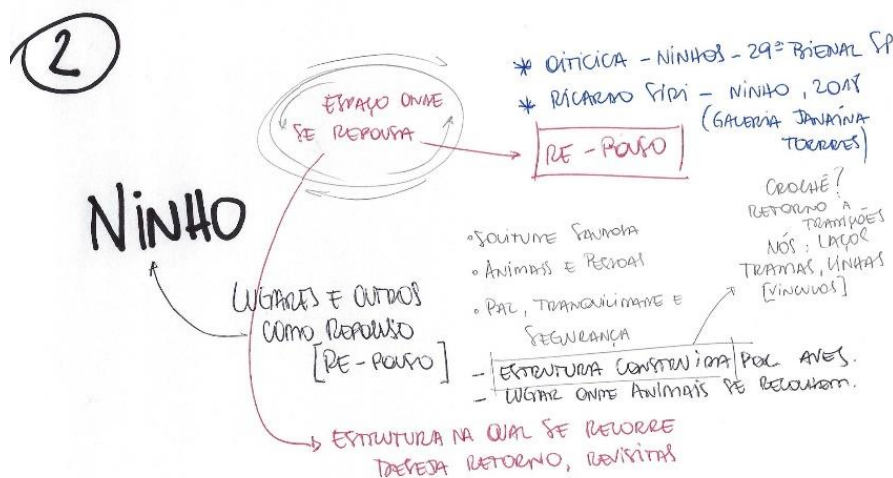 2
* OITICICA - NINHOS - 29ª BIENAL SP
* RICARDO SIRI - NINHO, 2018
(GALERIA JANAÍNA
TORRES)
ESPAÇO ONDE
SE REPOUSA
RE - POUSO
NINHO
CROCHÊ?
RETORNO À
TRADIÇÕES
NÓS: LAÇOS
TRAMAS, LINHAS
[VÍNCULOS]
• SOLITUDE SAUDÁ
• ANIMAIS E PESSOAS
• PAZ, TRANQUILIDADE E
SEGURANÇA
LUGARES E OUTROS
COMO REPOUSO
[RE - POUSO]
- ESTRUTURA CONSTRUÍDA POR AVES.
- LUGAR ONDE ANIMAIS SE RECOLHEM.
ESTRUTURA NA QUAL SE RECORRE
DESEJA RETORNO, REVISITAS